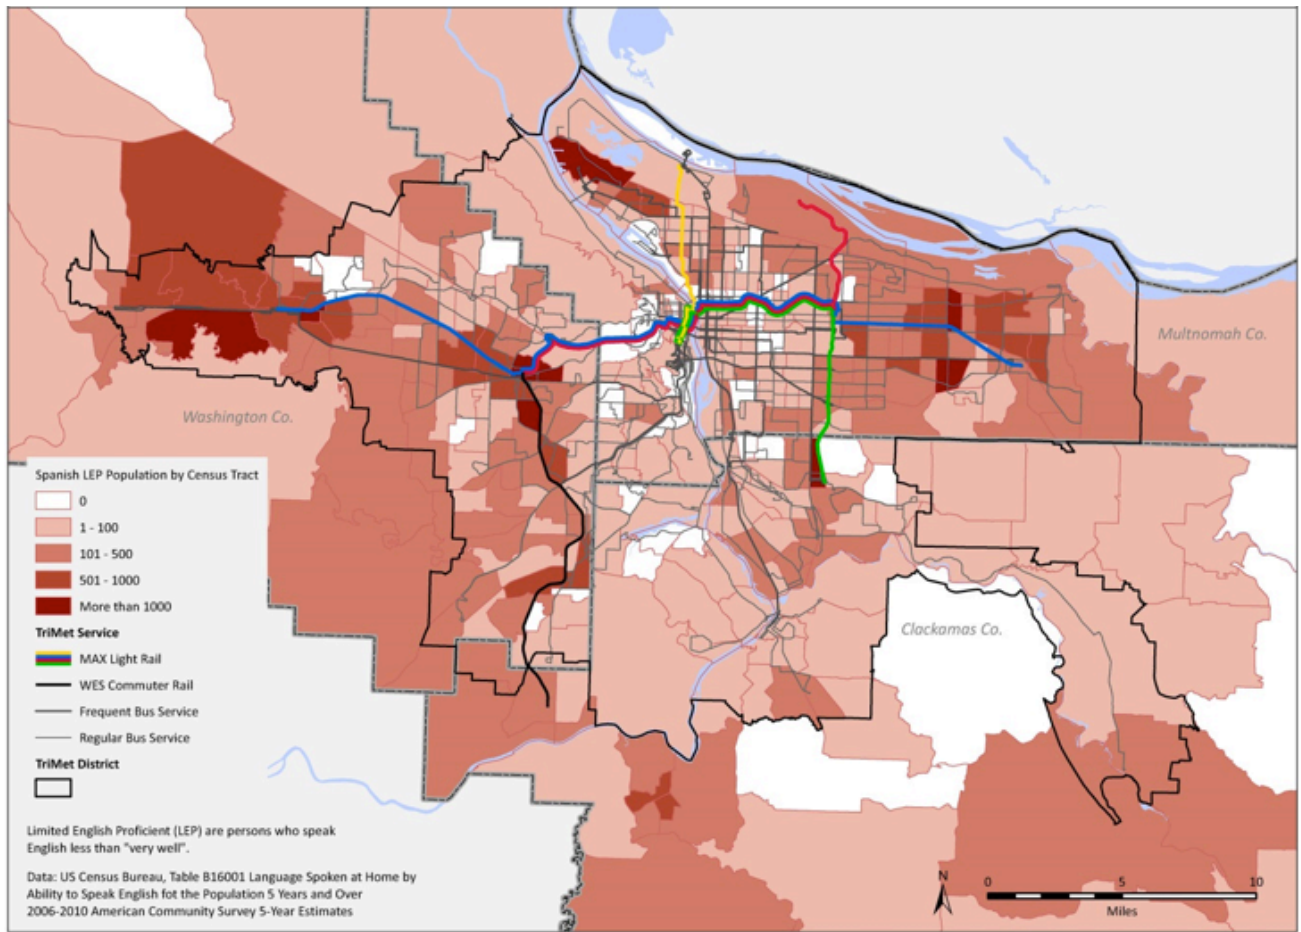 Multnomah Co.
Washington Co.
Clackamas Co.
Spanish LEP Population by Census Tract
0
1 - 100
101 - 500
501 - 1000
More than 1000
TriMet Service
MAX Light Rail
WES Commuter Rail
Frequent Bus Service
Regular Bus Service
TriMet District
Limited English Proficient (LEP) are persons who speak
English less than "very well".
Data: US Census Bureau, Table B16001 Language Spoken at Home by
Ability to Speak English fot the Population 5 Years and Over
2006-2010 American Community Survey 5-Year Estimates
N
0 5 10
Miles